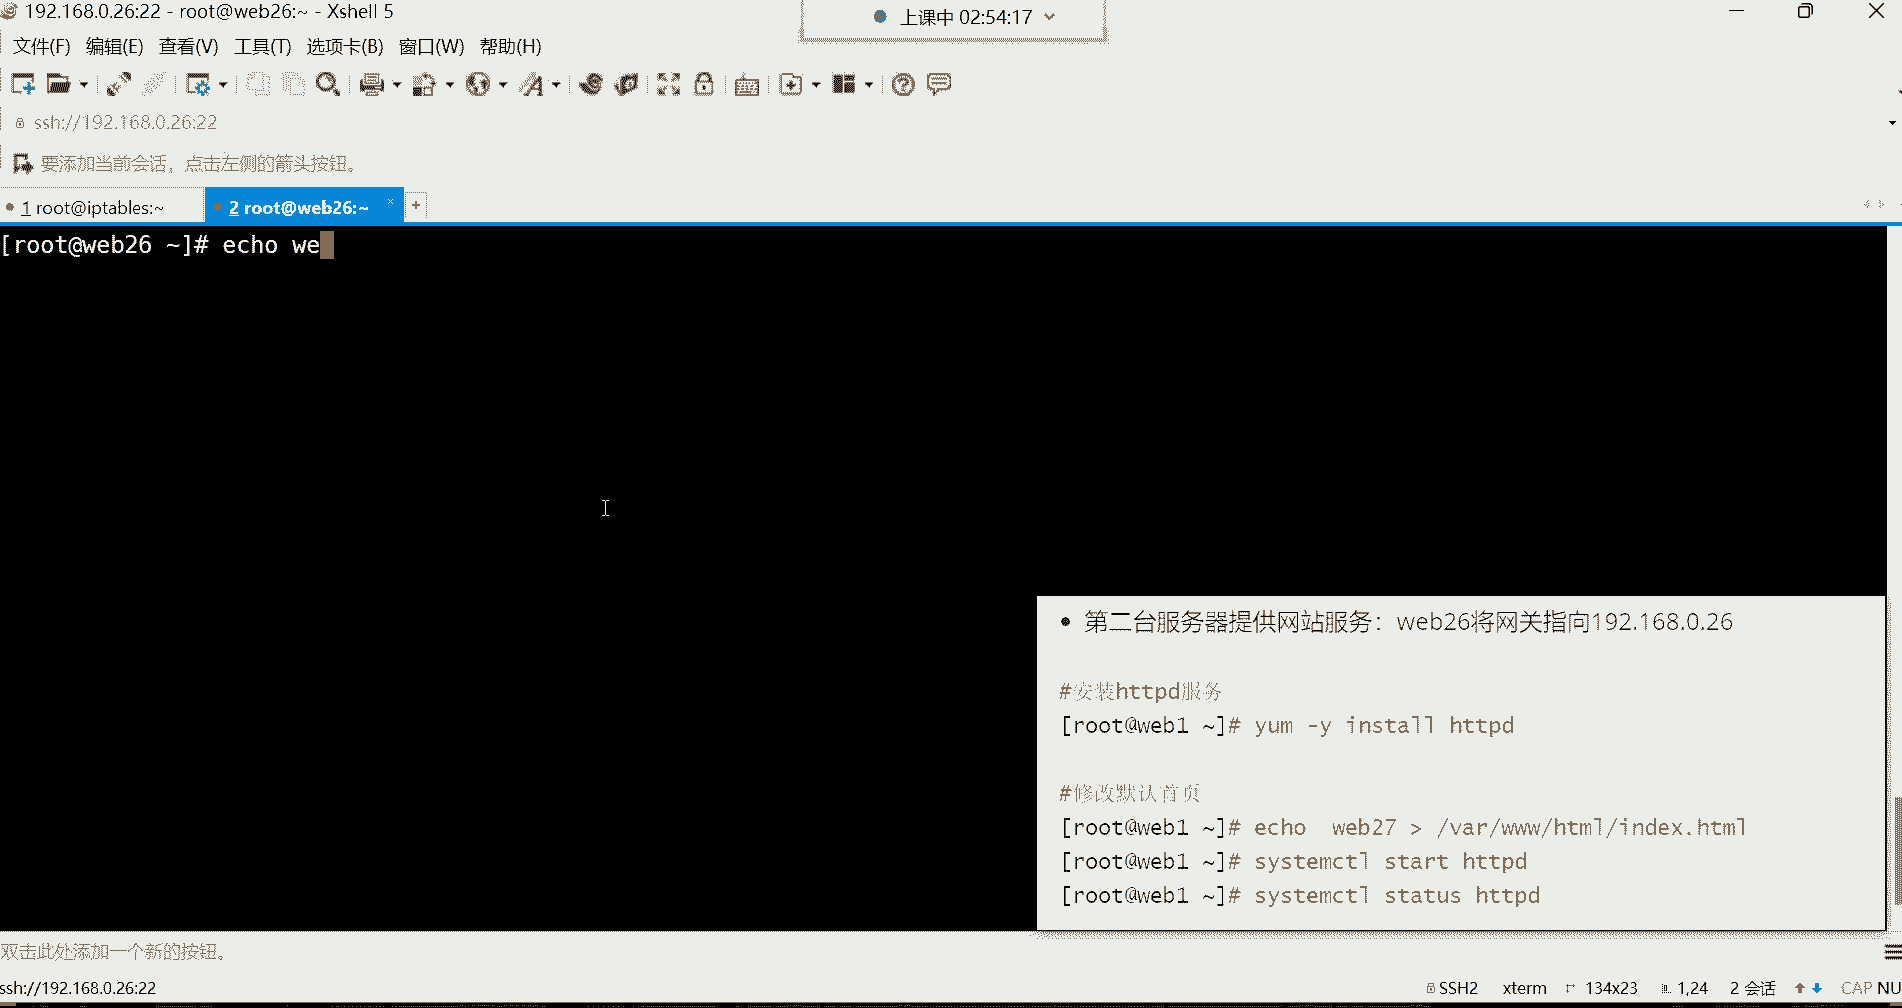 192.168.0.26:22 - root@web26:~ - Xshell 5
上课中 02:54:17
文件(F) 编辑(E) 查看(V) 工具(T) 选项卡(B) 窗口(W) 帮助(H)
ssh://192.168.0.26:22
要添加当前会话，点击左侧的箭头按钮。
1 root@iptables:~
2 root@web26:~ × +
[root@web26 ~]# echo we
• 第二台服务器提供网站服务：web26将网关指向192.168.0.26
#安装httpd服务
[root@web1 ~]# yum -y install httpd
#修改默认首页
[root@web1 ~]# echo  web27 > /var/www/html/index.html
[root@web1 ~]# systemctl start httpd
[root@web1 ~]# systemctl status httpd
双击此处添加一个新的按钮。
ssh://192.168.0.26:22
SSH2 xterm 134x23 1,24 2 会话 CAP NU